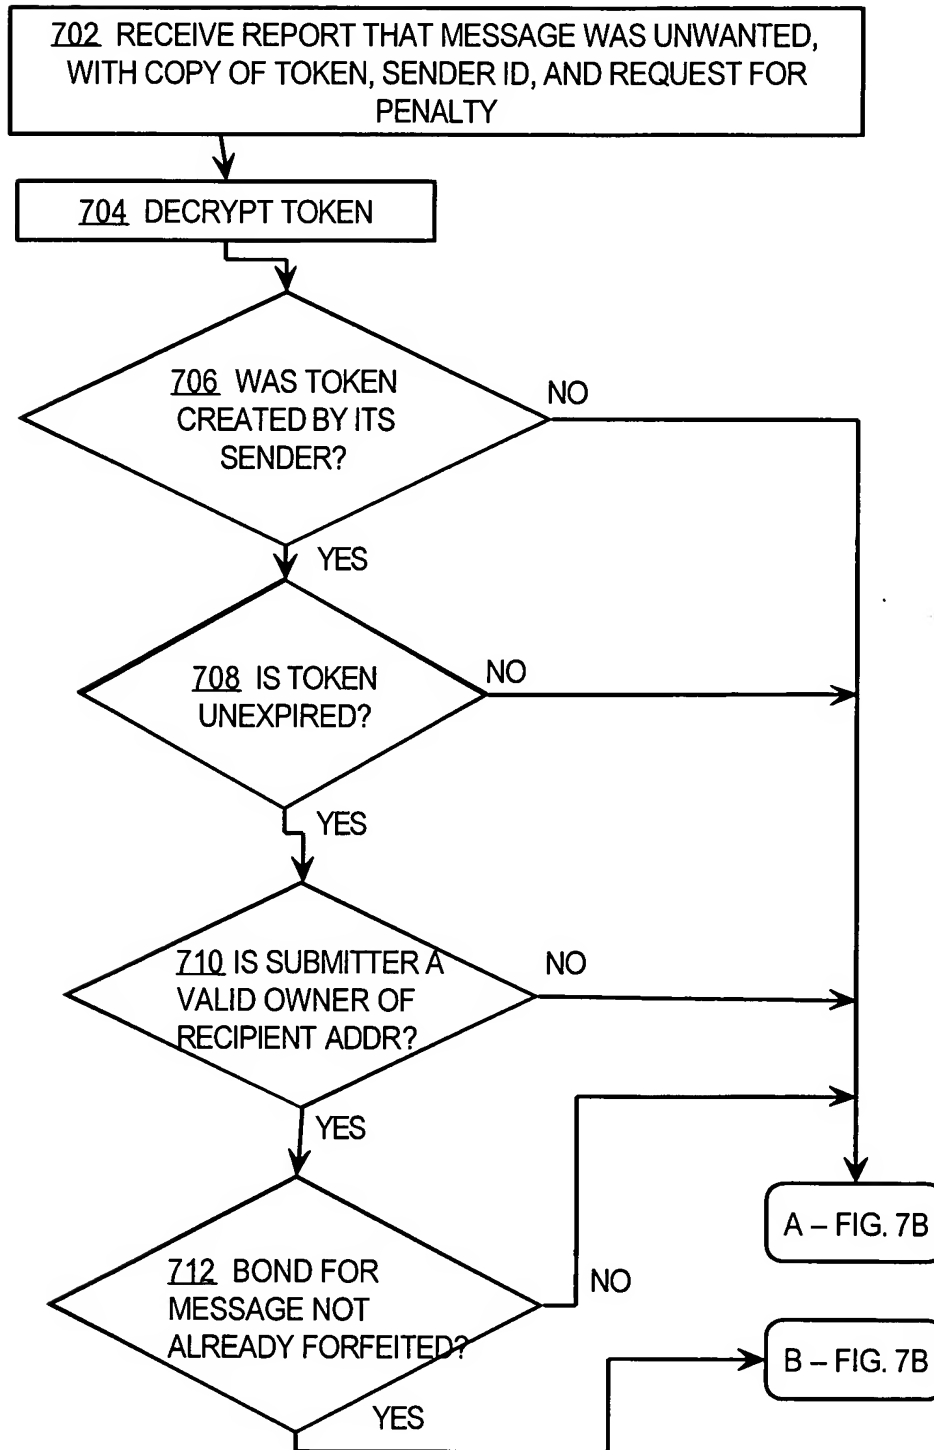 702 RECEIVE REPORT THAT MESSAGE WAS UNWANTED,
WITH COPY OF TOKEN, SENDER ID, AND REQUEST FOR
PENALTY
704 DECRYPT TOKEN
706 WAS TOKEN
CREATED BY ITS
SENDER?
NO
YES
708 IS TOKEN
UNEXPIRED?
NO
YES
710 IS SUBMITTER A
VALID OWNER OF
RECIPIENT ADDR?
NO
YES
A – FIG. 7B
712 BOND FOR
MESSAGE NOT
ALREADY FORFEITED?
NO
B – FIG. 7B
YES